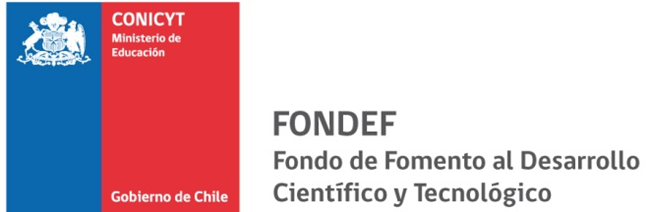 CONICYT
Ministerio de
Educación
Gobierno de Chile
FONDEF
Fondo de Fomento al Desarrollo
Científico y Tecnológico